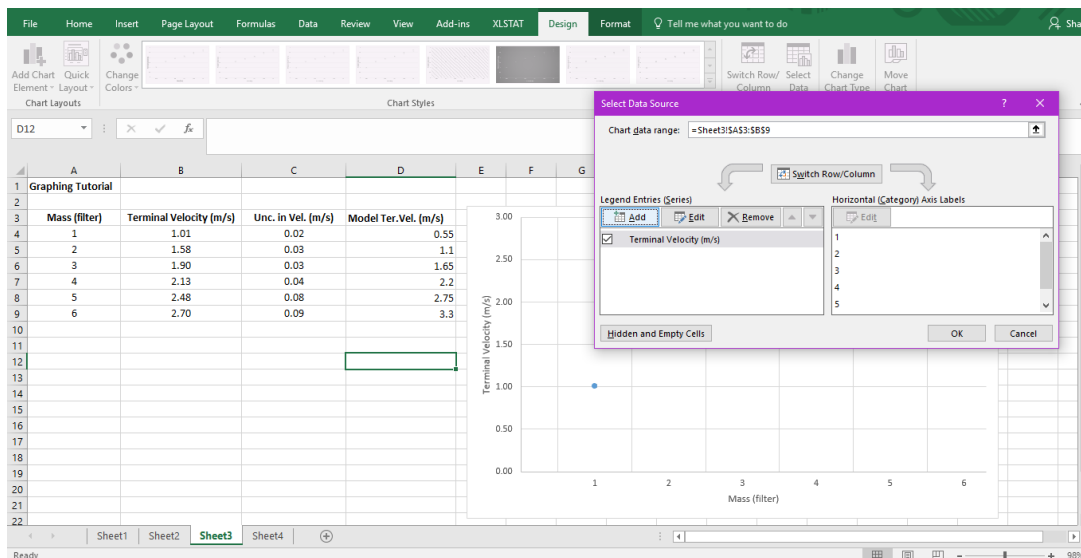 File Home Insert Page Layout Formulas Data Review View Add-ins XLSTAT Design Format Tell me what you want to do Sha
Add Chart Element Quick Layout Change Colors Switch Row/ Column Select Data Change Chart Type Move Chart
Chart Layouts Chart Styles
D12 fx
Select Data Source ? ×
Chart data range: =Sheet3!$A$3:$B$9
Switch Row/Column
Legend Entries (Series) Horizontal (Category) Axis Labels
Add Edit Remove Edit
Terminal Velocity (m/s)
1
2
3
4
5
Hidden and Empty Cells OK Cancel
A B C D E F G
1 Graphing Tutorial
2
3 Mass (filter) Terminal Velocity (m/s) Unc. in Vel. (m/s) Model Ter.Vel. (m/s)
4 1 1.01 0.02 0.55
5 2 1.58 0.03 1.1
6 3 1.90 0.03 1.65
7 4 2.13 0.04 2.2
8 5 2.48 0.08 2.75
9 6 2.70 0.09 3.3
10
11
12
13
14
15
16
17
18
19
20
21
22
3.00
2.50
2.00
1.50
1.00
0.50
0.00
Terminal Velocity (m/s)
1 2 3 4 5 6
Mass (filter)
Sheet1 Sheet2 Sheet3 Sheet4
Ready 98%